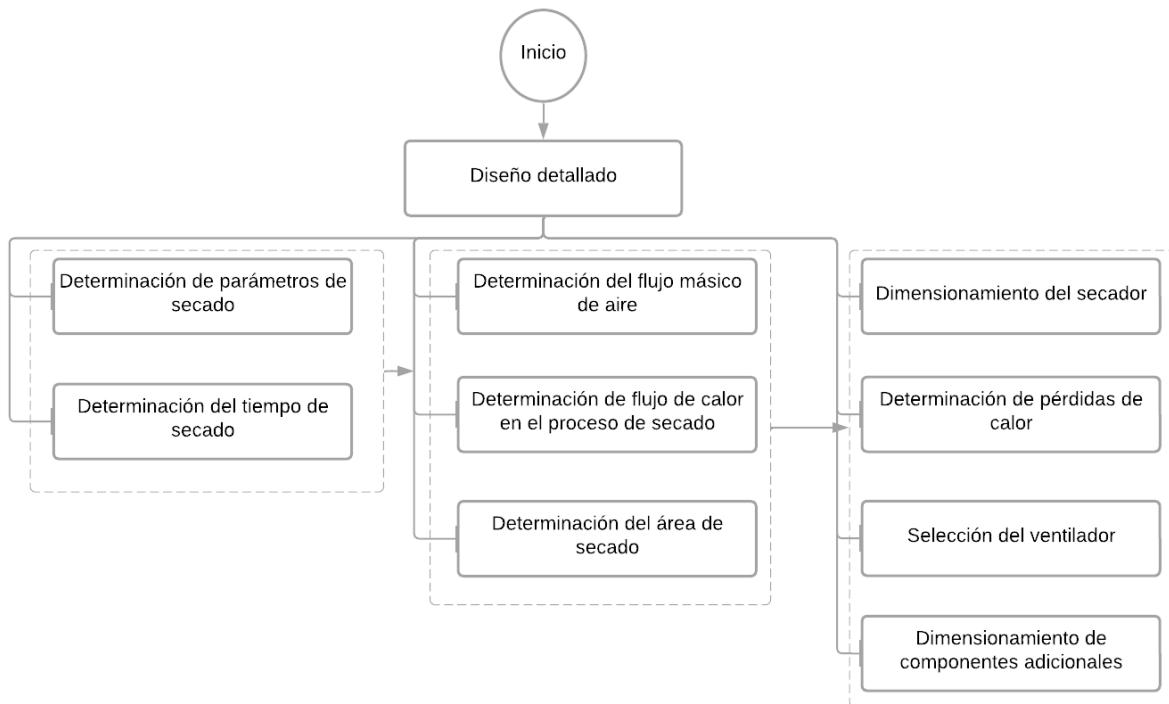 Inicio
Diseño detallado
Determinación de parámetros de
secado
Determinación del tiempo de
secado
Determinación del flujo másico
de aire
Determinación de flujo de calor
en el proceso de secado
Determinación del área de
secado
Dimensionamiento del secador
Determinación de pérdidas de
calor
Selección del ventilador
Dimensionamiento de
componentes adicionales